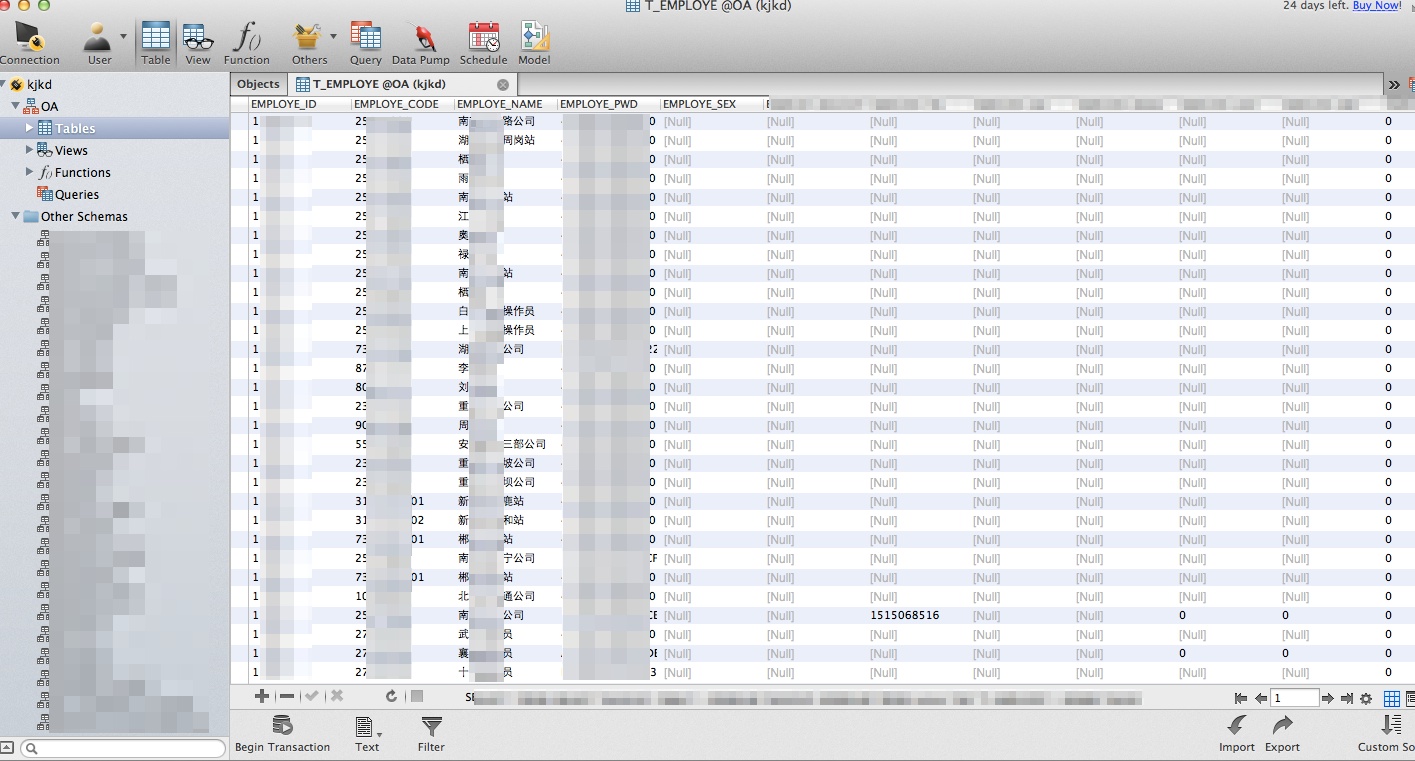 T_EMPLOYE @OA (kjkd)
24 days left. Buy Now!
Connection User Table View Function Others Query Data Pump Schedule Model
kjkd
OA
Tables
Views
Functions
Queries
Other Schemas
Objects T_EMPLOYE @OA (kjkd)
EMPLOYE_ID EMPLOYE_CODE EMPLOYE_NAME EMPLOYE_PWD EMPLOYE_SEX
1 25 南 路公司 0 [Null] [Null] [Null] [Null] [Null] [Null] [Null] 0
1 25 湖 周岗站 0 [Null] [Null] [Null] [Null] [Null] [Null] [Null] 0
1 25 栖 0 [Null] [Null] [Null] [Null] [Null] [Null] [Null] 0
1 25 雨 0 [Null] [Null] [Null] [Null] [Null] [Null] [Null] 0
1 25 南 站 0 [Null] [Null] [Null] [Null] [Null] [Null] [Null] 0
1 25 江 0 [Null] [Null] [Null] [Null] [Null] [Null] [Null] 0
1 25 奥 0 [Null] [Null] [Null] [Null] [Null] [Null] [Null] 0
1 25 禄 0 [Null] [Null] [Null] [Null] [Null] [Null] [Null] 0
1 25 南 站 0 [Null] [Null] [Null] [Null] [Null] [Null] [Null] 0
1 25 栖 0 [Null] [Null] [Null] [Null] [Null] [Null] [Null] 0
1 25 白 操作员 0 [Null] [Null] [Null] [Null] [Null] [Null] [Null] 0
1 25 上 操作员 0 [Null] [Null] [Null] [Null] [Null] [Null] [Null] 0
1 73 湖 公司 22 [Null] [Null] [Null] [Null] [Null] [Null] [Null] 0
1 87 李 0 [Null] [Null] [Null] [Null] [Null] [Null] [Null] 0
1 80 刘 0 [Null] [Null] [Null] [Null] [Null] [Null] [Null] 0
1 23 重 公司 0 [Null] [Null] [Null] [Null] [Null] [Null] [Null] 0
1 90 周 0 [Null] [Null] [Null] [Null] [Null] [Null] [Null] 0
1 55 安 三部公司 0 [Null] [Null] [Null] [Null] [Null] [Null] [Null] 0
1 23 重 坡公司 0 [Null] [Null] [Null] [Null] [Null] [Null] [Null] 0
1 23 重 坝公司 0 [Null] [Null] [Null] [Null] [Null] [Null] [Null] 0
1 31 01 新 鹿站 0 [Null] [Null] [Null] [Null] [Null] [Null] [Null] 0
1 31 02 新 和站 0 [Null] [Null] [Null] [Null] [Null] [Null] [Null] 0
1 73 01 郴 站 0 [Null] [Null] [Null] [Null] [Null] [Null] [Null] 0
1 25 南 宁公司 [Null] [Null] [Null] [Null] [Null] [Null] [Null] 0
1 73 01 郴 站 0 [Null] [Null] [Null] [Null] [Null] [Null] [Null] 0
1 10 北 通公司 0 [Null] [Null] [Null] [Null] [Null] [Null] [Null] 0
1 25 南 公司 [Null] [Null] 1515068516 [Null] [Null] 0 0 0
1 27 武 员 0 [Null] [Null] [Null] [Null] [Null] [Null] [Null] 0
1 27 襄 员 [Null] [Null] [Null] [Null] [Null] 0 0 0
1 27 十 员 3 [Null] [Null] [Null] [Null] [Null] [Null] [Null] 0
1
Begin Transaction Text Filter Import Export Custom So